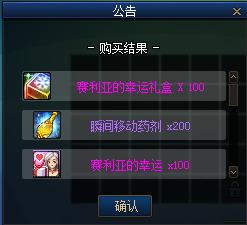 公告
- 购买结果 -
赛利亚的幸运礼盒 X 100
瞬间移动药剂 x200
赛利亚的幸运 x100
确认